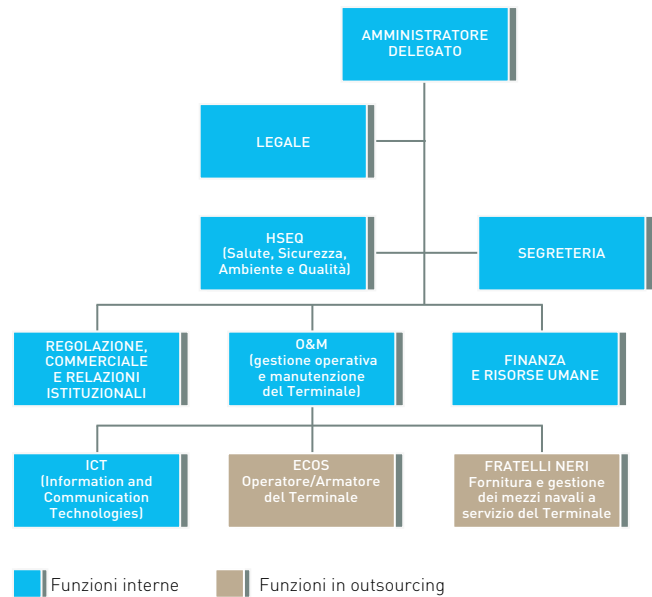 AMMINISTRATORE
DELEGATO
LEGALE
HSEQ
(Salute, Sicurezza,
Ambiente e Qualità)
SEGRETERIA
REGOLAZIONE,
COMMERCIALE
E RELAZIONI
ISTITUZIONALI
O&M
(gestione operativa
e manutenzione
del Terminale)
FINANZA
E RISORSE UMANE
ICT
(Information and
Communication
Technologies)
ECOS
Operatore/Armatore
del Terminale
FRATELLI NERI
Fornitura e gestione
dei mezzi navali a
servizio del Terminale
Funzioni interne
Funzioni in outsourcing